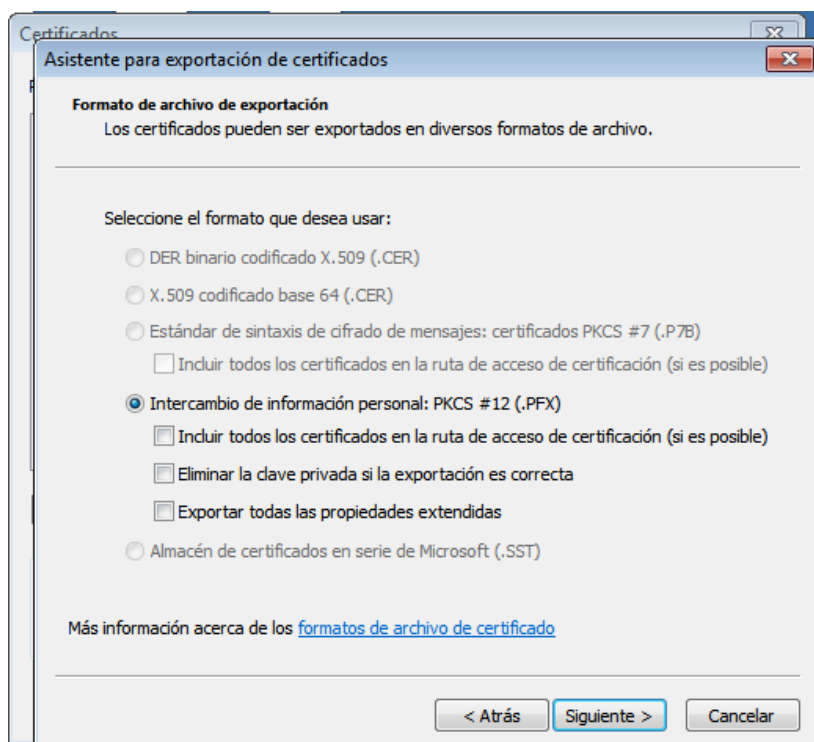 Certificados
Asistente para exportación de certificados
Formato de archivo de exportación
Los certificados pueden ser exportados en diversos formatos de archivo.
Seleccione el formato que desea usar:
DER binario codificado X.509 (.CER)
X.509 codificado base 64 (.CER)
Estándar de sintaxis de cifrado de mensajes: certificados PKCS #7 (.P7B)
Incluir todos los certificados en la ruta de acceso de certificación (si es posible)
Intercambio de información personal: PKCS #12 (.PFX)
Incluir todos los certificados en la ruta de acceso de certificación (si es posible)
Eliminar la clave privada si la exportación es correcta
Exportar todas las propiedades extendidas
Almacén de certificados en serie de Microsoft (.SST)
Más información acerca de los formatos de archivo de certificado
< Atrás Siguiente > Cancelar